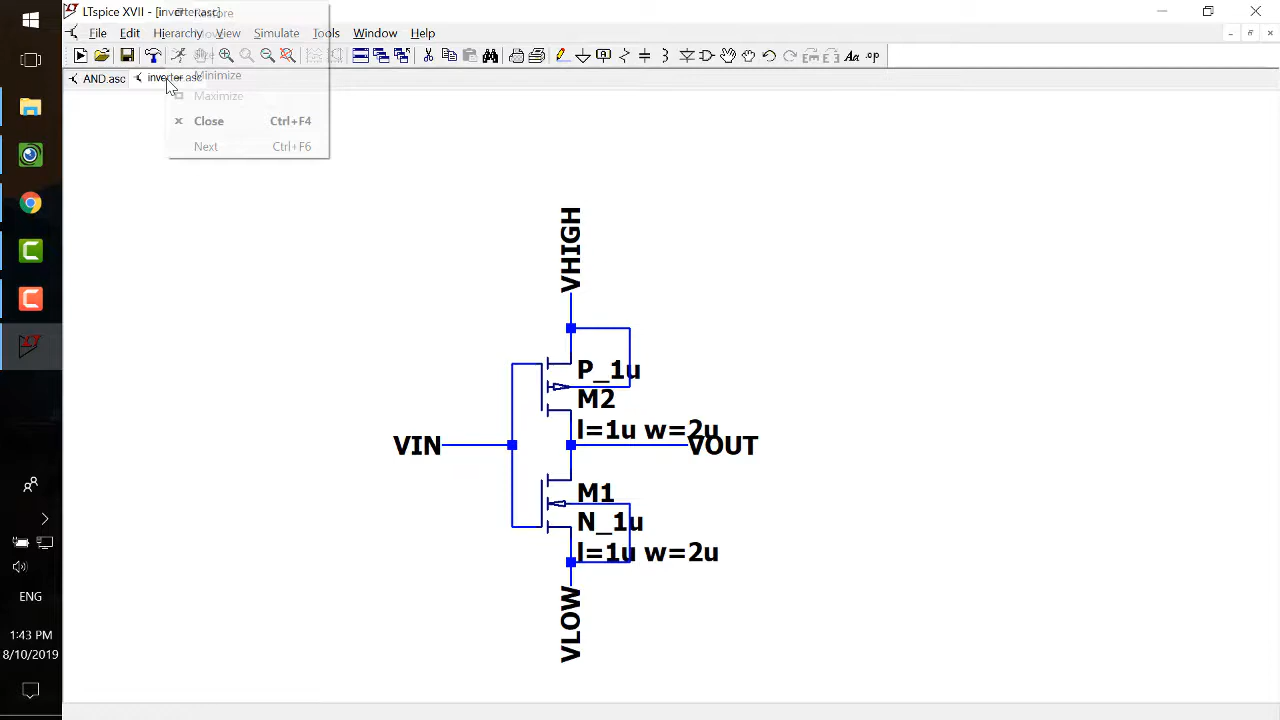 LTspice XVII - [inverter.asc]
Restore
File Edit Hierarchy View Simulate Tools Window Help
Move
AND.asc inverter.asc
Minimize
Maximize
Close Ctrl+F4
Next Ctrl+F6
VHIGH
P_1u
M2
l=1u w=2u
VIN
VOUT
M1
N_1u
l=1u w=2u
VLOW
ENG
1:43 PM
8/10/2019